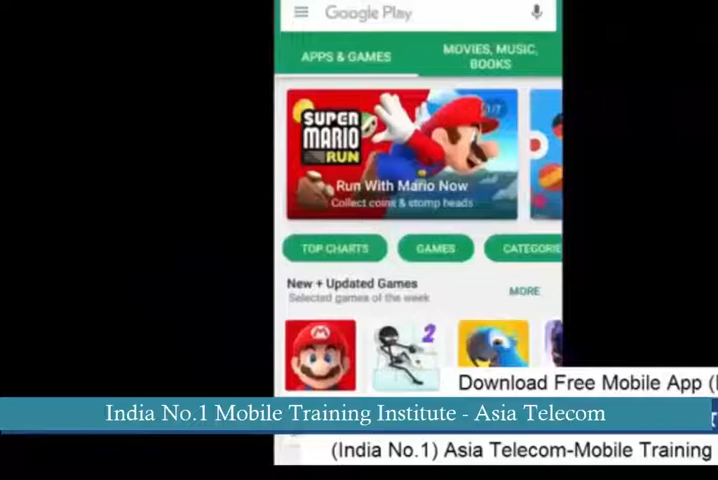 Google Play
APPS & GAMES
MOVIES, MUSIC,
BOOKS
SUPER
MARIO
RUN
Run With Mario Now
Collect coins & stomp heads
TOP CHARTS
GAMES
CATEGORIE
New + Updated Games
MORE
Selected games of the week
M
2
Download Free Mobile App (
India No.1 Mobile Training Institute - Asia Telecom
(India No.1) Asia Telecom-Mobile Training